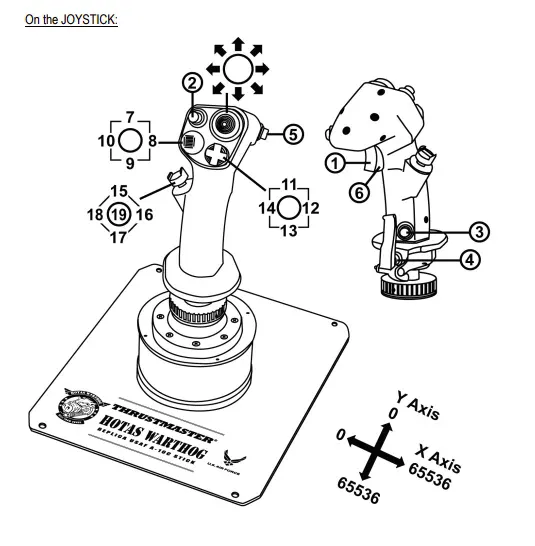 On the JOYSTICK:
2
7
10 8
9
5
1
6
15
18 19 16
17
11
14 12
13
3
4
THRUSTMASTER
HOTAS WARTHOG
REPLICA USAF A-10C STICK
U.S. AIR FORCE
Y Axis
0
0
X Axis
65536
65536